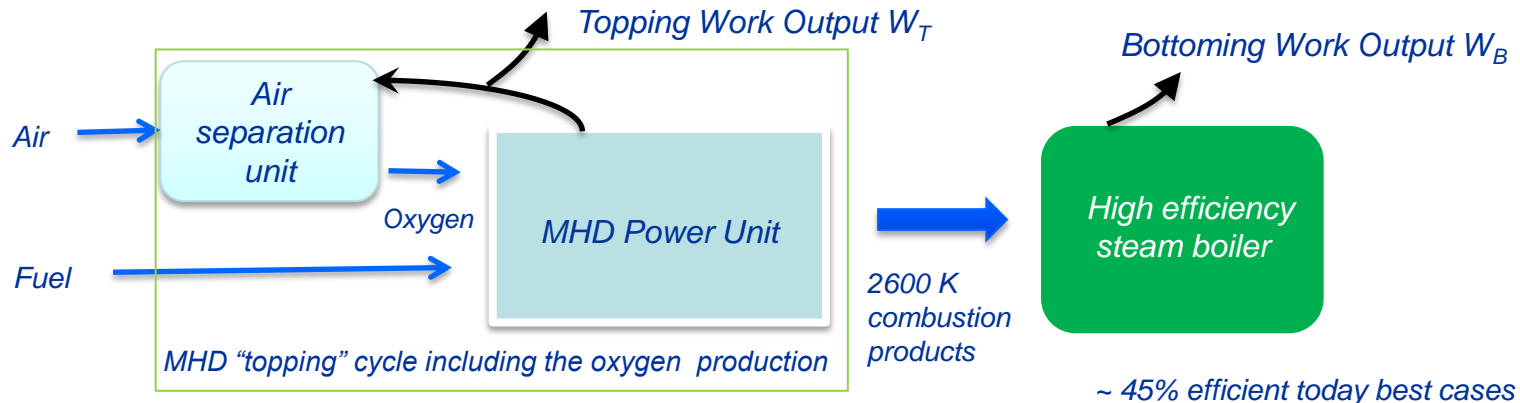 Topping Work Output W_T
Bottoming Work Output W_B
Air
separation
unit
Air
Oxygen
MHD Power Unit
High efficiency
steam boiler
Fuel
2600 K
combustion
products
MHD “topping” cycle including the oxygen production
~ 45% efficient today best cases